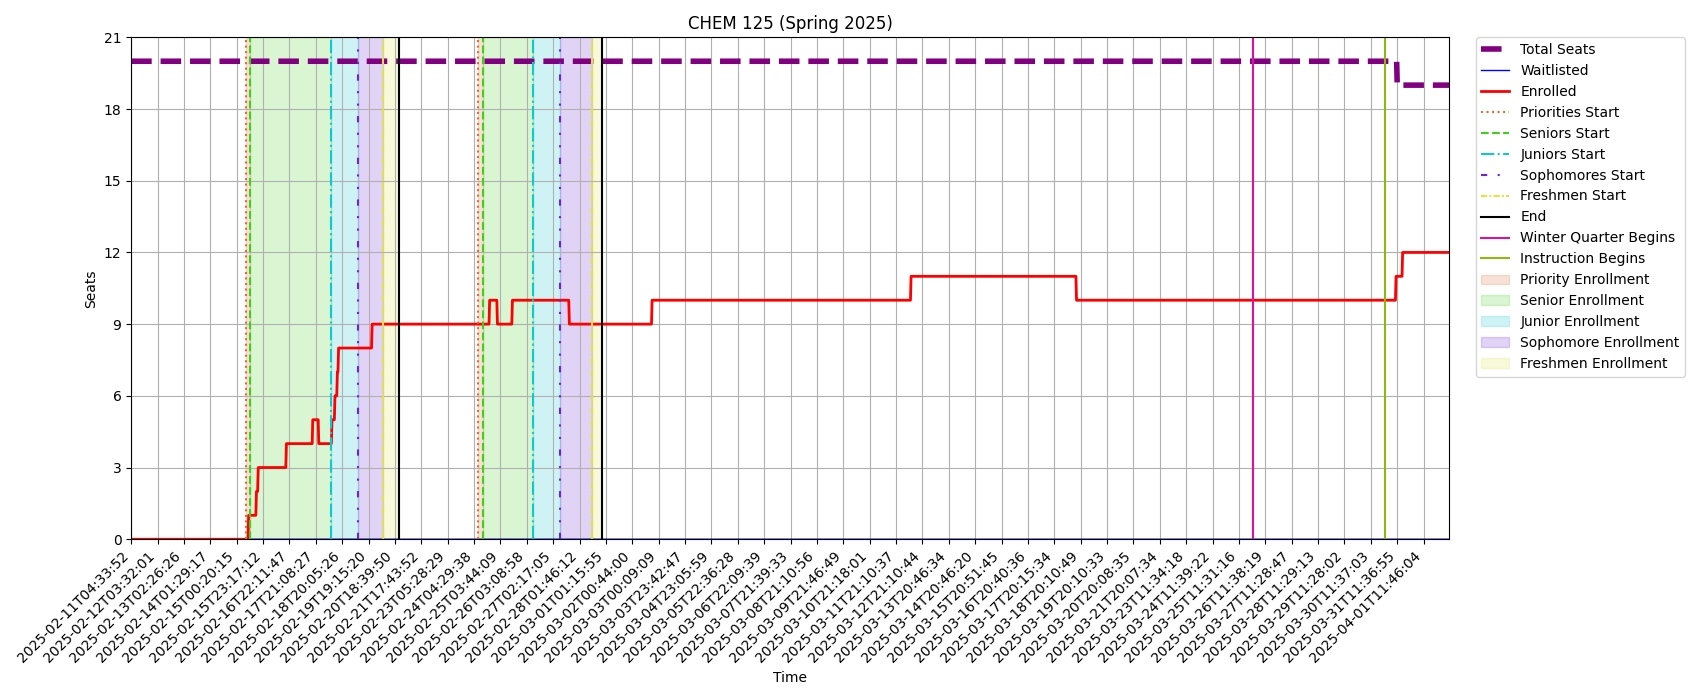 CHEM 125 (Spring 2025)
Seats
21
18
15
12
9
6
3
0
2025-02-11T04:33:52
2025-02-12T03:32:01
2025-02-13T02:26:26
2025-02-14T01:29:17
2025-02-15T00:20:15
2025-02-15T23:17:12
2025-02-16T22:11:47
2025-02-17T21:08:27
2025-02-18T20:05:26
2025-02-19T19:15:20
2025-02-20T18:39:50
2025-02-21T17:43:52
2025-02-23T05:28:29
2025-02-24T04:29:38
2025-02-25T03:44:09
2025-02-26T03:08:58
2025-02-27T02:17:05
2025-02-28T01:46:12
2025-03-01T01:15:55
2025-03-02T00:44:00
2025-03-03T00:09:09
2025-03-03T23:42:47
2025-03-04T23:05:59
2025-03-05T22:36:28
2025-03-06T22:09:39
2025-03-07T21:39:33
2025-03-08T21:10:56
2025-03-09T21:46:49
2025-03-10T21:18:01
2025-03-11T21:10:37
2025-03-12T21:10:44
2025-03-13T20:46:34
2025-03-14T20:46:20
2025-03-15T20:51:45
2025-03-16T20:40:36
2025-03-17T20:15:34
2025-03-18T20:10:49
2025-03-19T20:10:33
2025-03-20T20:08:35
2025-03-21T20:07:34
2025-03-23T11:34:18
2025-03-24T11:39:22
2025-03-25T11:31:16
2025-03-26T11:38:19
2025-03-27T11:28:47
2025-03-28T11:29:13
2025-03-29T11:28:02
2025-03-30T11:37:03
2025-03-31T11:36:55
2025-04-01T11:46:04
Time
Total Seats
Waitlisted
Enrolled
Priorities Start
Seniors Start
Juniors Start
Sophomores Start
Freshmen Start
End
Winter Quarter Begins
Instruction Begins
Priority Enrollment
Senior Enrollment
Junior Enrollment
Sophomore Enrollment
Freshmen Enrollment